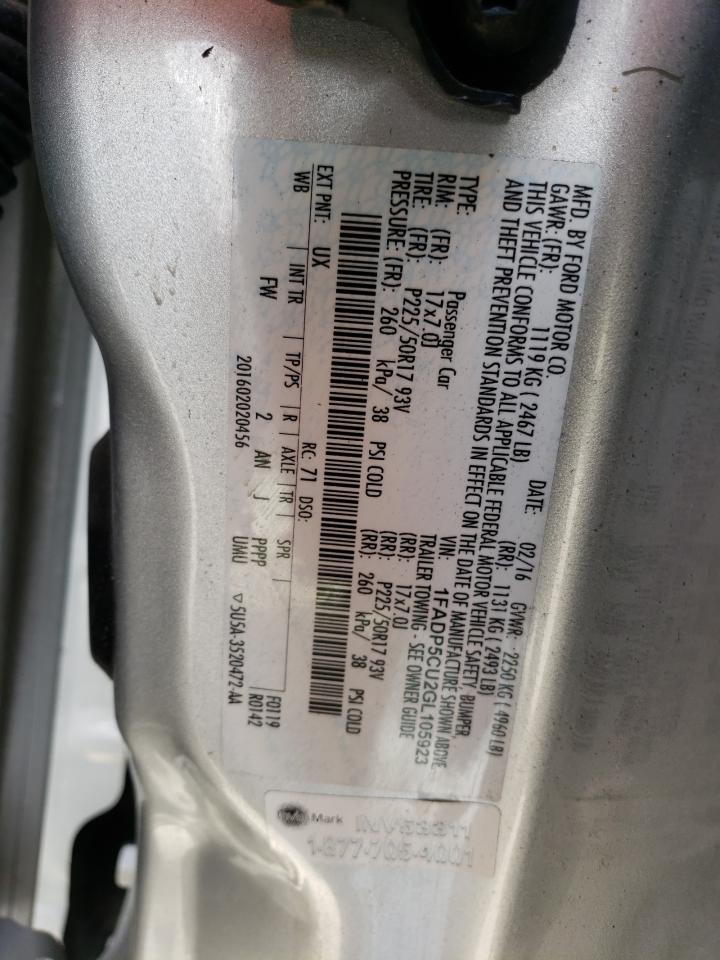 MFD. BY FORD MOTOR CO.
DATE: 02/16 GVWR: 2250 KG ( 4960 LB)
GAWR: (FR): 1119 KG ( 2467 LB) (RR): 1131 KG ( 2493 LB)
THIS VEHICLE CONFORMS TO ALL APPLICABLE FEDERAL MOTOR VEHICLE SAFETY, BUMPER,
AND THEFT PREVENTION STANDARDS IN EFFECT ON THE DATE OF MANUFACTURE SHOWN ABOVE
VIN: 1FADP5CU2GL105923
TYPE: Passenger Car TRAILER TOWING - SEE OWNER GUIDE
RIM: (FR): 17x7.0J (RR): 17x7.0J
TIRE: (FR): P225/50R17 93V (RR): P225/50R17 93V
PRESSURE: (FR): 260 kPa/ 38 PSI COLD (RR): 260 kPa/ 38 PSI COLD
EXT PNT: UX RC: 71 DSO:
WB INT TR TP/PS R AXLE TR SPR
FW 2 AN J PPPP F0119
UMU R0142
201602020456 ▽5U5A-3520472-AA
Mark INV53311
1-877-705-4001